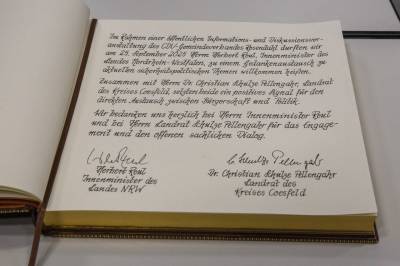 Im Rahmen einer öffentlichen Informations- und Diskussionsver-
anstaltung des CDU-Gemeindeverbandes Rosendahl durften wir
am 24. September 2025 Herrn Herbert Reul, Innenminister des
Landes Nordrhein-Westfalen, zu einem Gedankenaustausch zu
aktuellen sicherheitspolitischen Themen willkommen heißen.
Zusammen mit Herrn Dr. Christian Schulze Pellengahr, Landrat
des Kreises Coesfeld, setzten beide ein positives Signal für den
direkten Austausch zwischen Bürgerschaft und Politik.
Wir bedanken uns herzlich bei Herrn Innenminister Reul
und bei Herrn Landrat Schulze Pellengahr für das Engage-
ment und den offenen sachlichen Dialog.
Herbert Reul
Innenminister des
Landes NRW
C. Schulze Pellengahr
Dr. Christian Schulze Pellengahr
Landrat des
Kreises Coesfeld